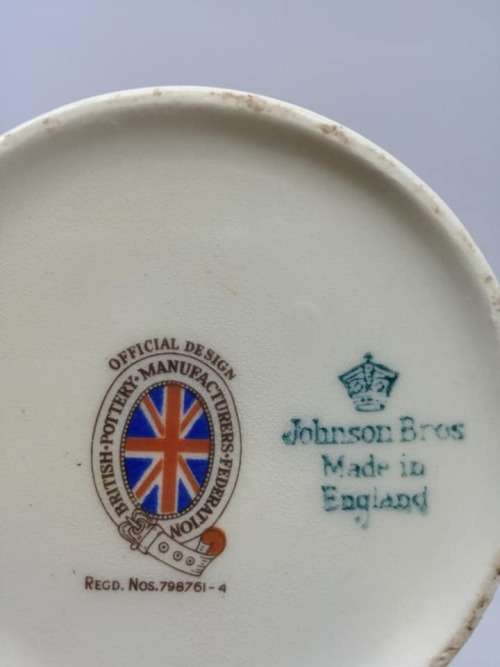 OFFICIAL DESIGN
BRITISH·POTTERY·MANUFACTURERS·FEDERATION
REGD. NOS. 798761-4
Johnson Bros
Made in
England